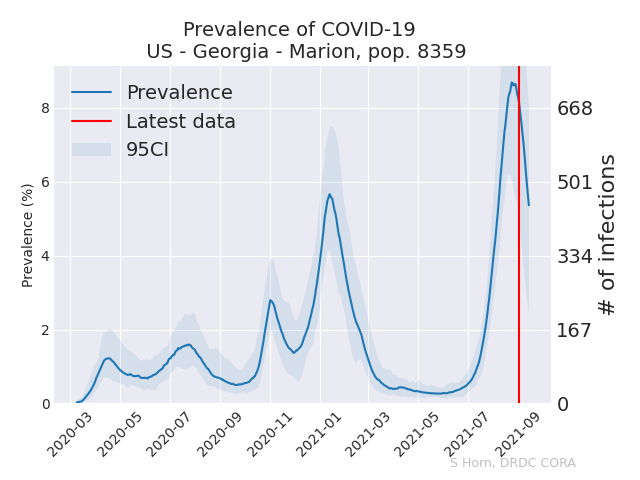 Prevalence of COVID-19
US - Georgia - Marion, pop. 8359
Prevalence
Latest data
95CI
Prevalence (%)
8
6
4
2
0
668
501
334
167
0
# of infections
2020-03
2020-05
2020-07
2020-09
2020-11
2021-01
2021-03
2021-05
2021-07
2021-09
S Horn, DRDC CORA